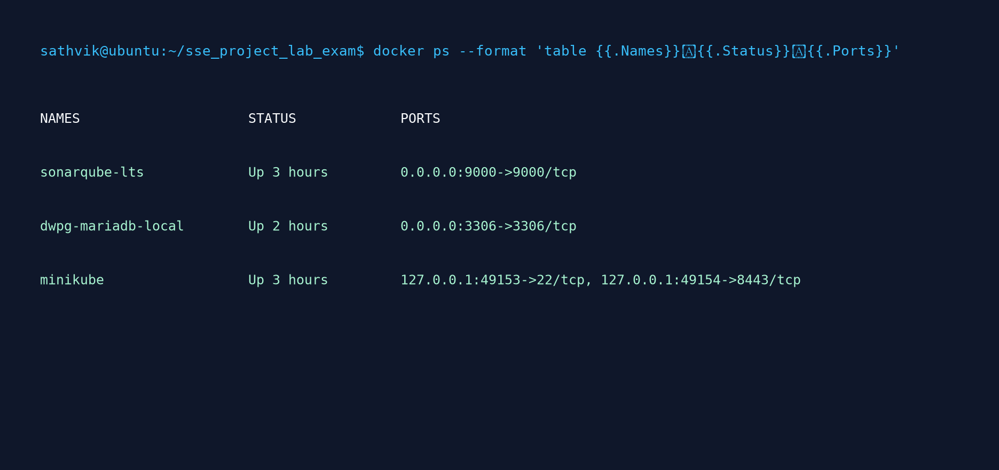 sathvik@ubuntu:~/sse_project_lab_exam$ docker ps --format 'table {{.Names}}🄰{{.Status}}🄰{{.Ports}}'
NAMES STATUS PORTS
sonarqube-lts Up 3 hours 0.0.0.0:9000->9000/tcp
dwpg-mariadb-local Up 2 hours 0.0.0.0:3306->3306/tcp
minikube Up 3 hours 127.0.0.1:49153->22/tcp, 127.0.0.1:49154->8443/tcp